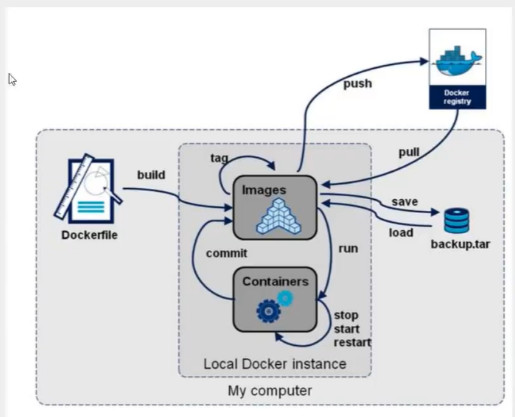 Docker
registry
push
pull
tag
build
Images
save
load
Dockerfile
backup.tar
commit
run
Containers
stop
start
restart
Local Docker instance
My computer